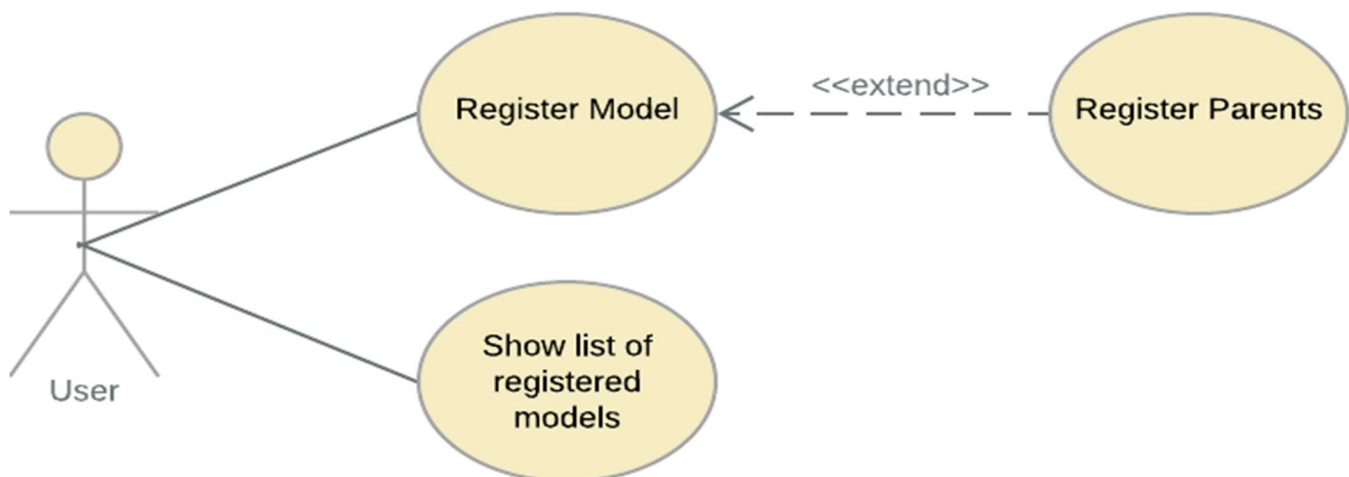 Register Model
<<extend>>
Register Parents
Show list of
registered
models
User